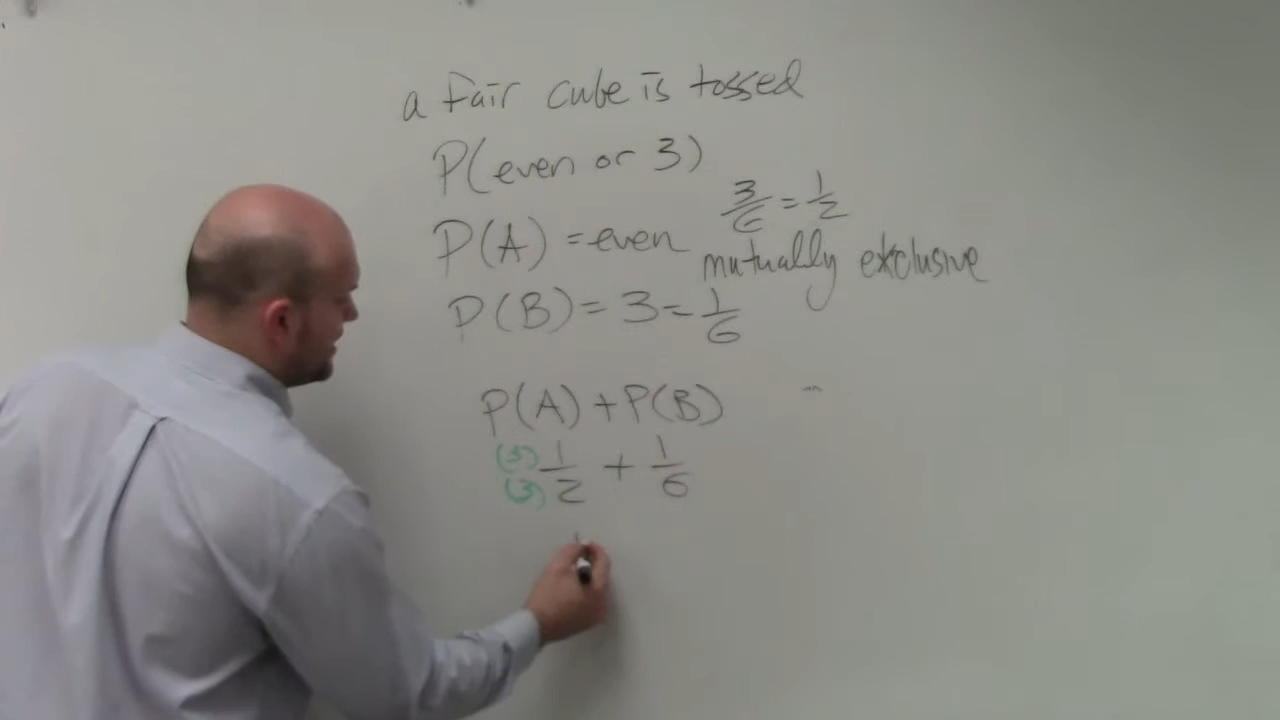 a fair cube is tossed
P(even or 3)
3/6 = 1/2
P(A) = even
mutually exclusive
P(B) = 3 = 1/6
P(A) + P(B)
(3)/(3) 1/2 + 1/6